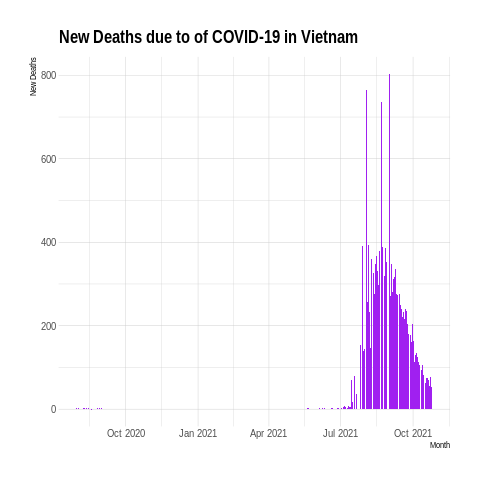 New Deaths due to of COVID-19 in Vietnam
New Deaths
800
600
400
200
0
Oct 2020
Jan 2021
Apr 2021
Jul 2021
Oct 2021
Month